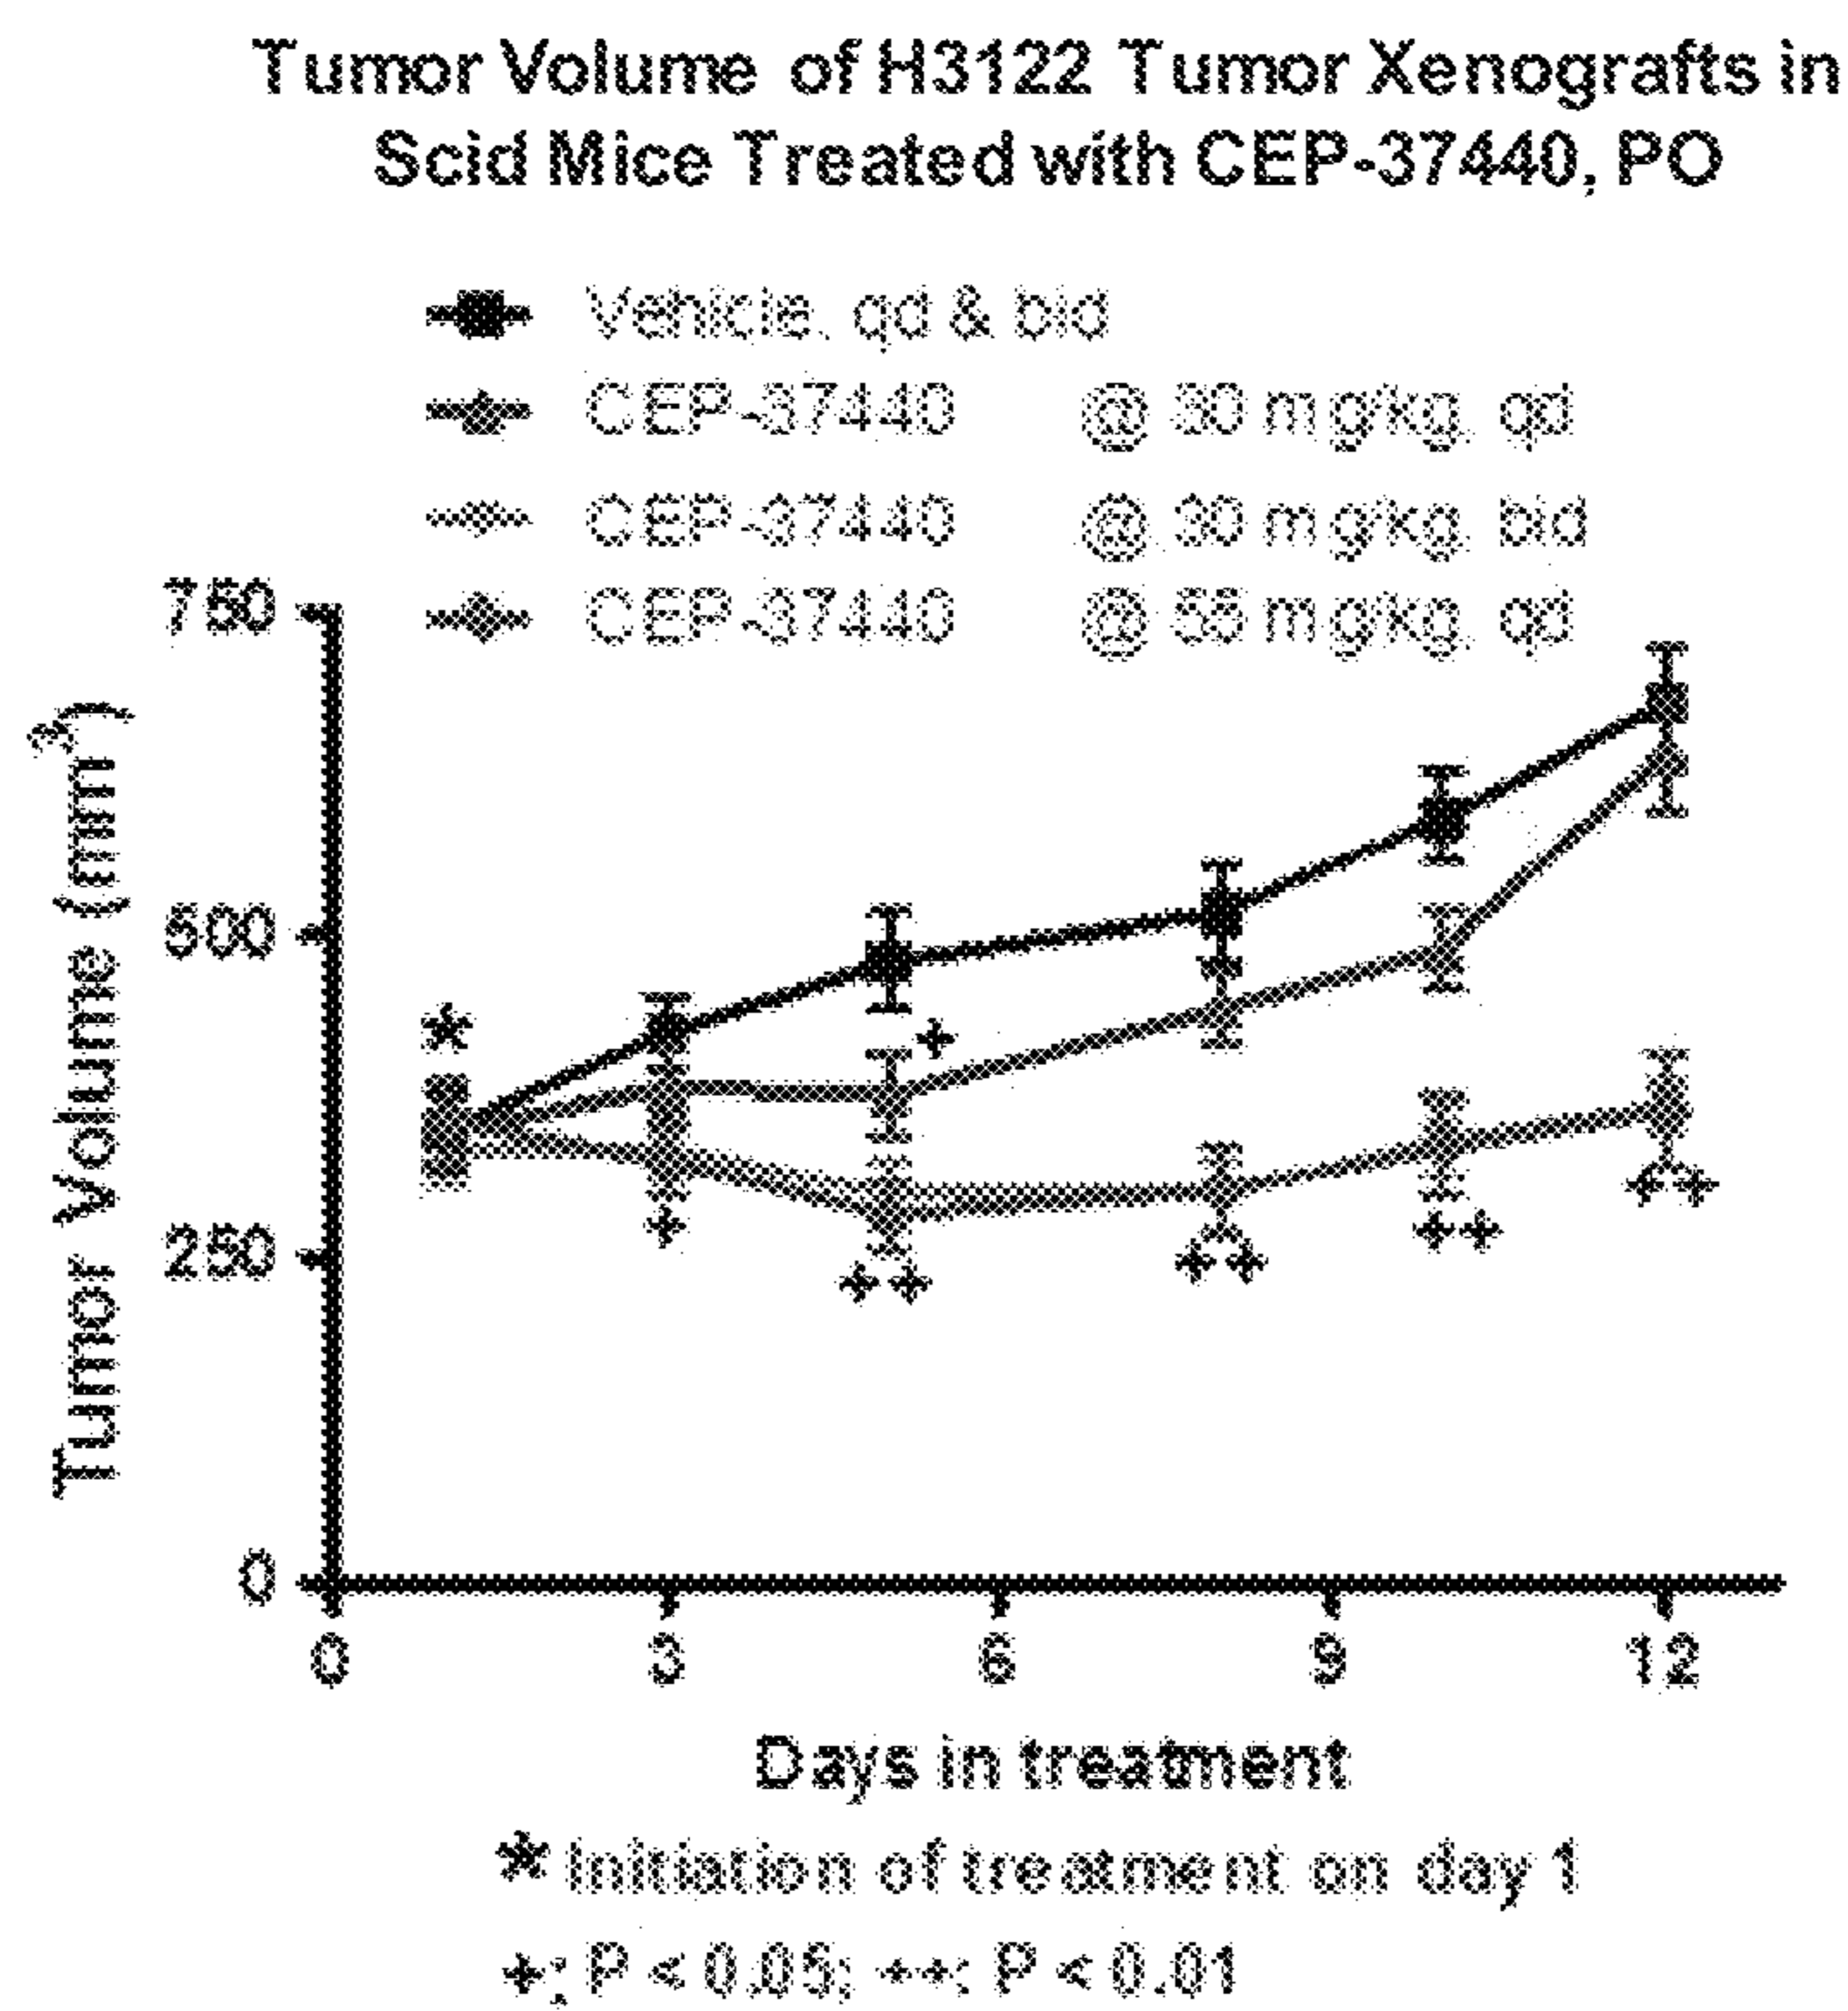 Tumor Volume of H3122 Tumor Xenografts in
Scid Mice Treated with CEP-37440, PO
Vehicle, qd & bid
CEP-37440 @ 30 mg/kg, qd
CEP-37440 @ 30 mg/kg, bid
CEP-37440 @ 55 mg/kg, qd
Tumor Volume (mm3)
750
500
250
0
*
+
+
++
++
++
++
0 3 6 9 12
Days in treatment
* Initiation of treatment on day 1
+; P < 0.05; ++: P < 0.01